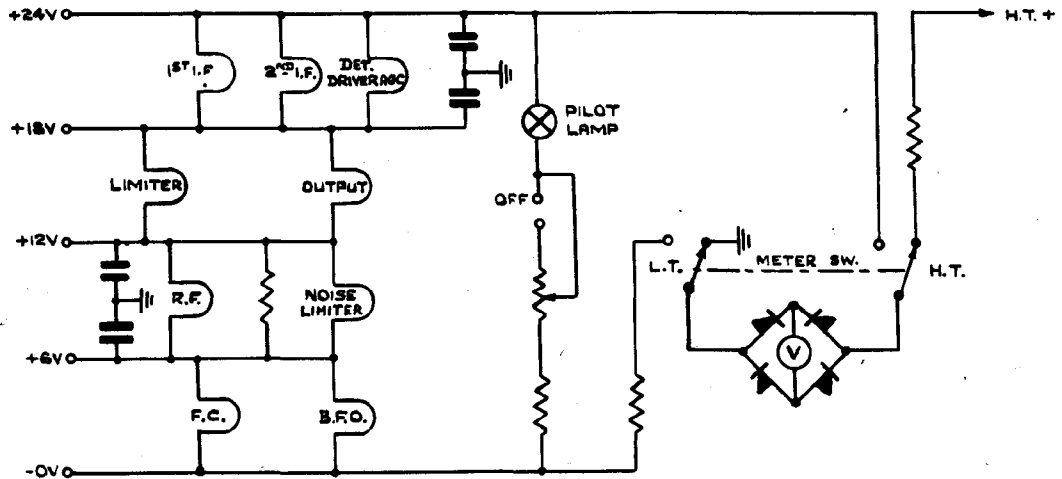 +24V
H.T. +
1ST I.F.
2ND I.F.
DET.
DRIVER AGC
PILOT
LAMP
+18V
LIMITER
OUTPUT
OFF
+12V
L.T.
METER SW.
H.T.
R.F.
NOISE
LIMITER
V
+6V
F.C.
B.F.O.
-0V